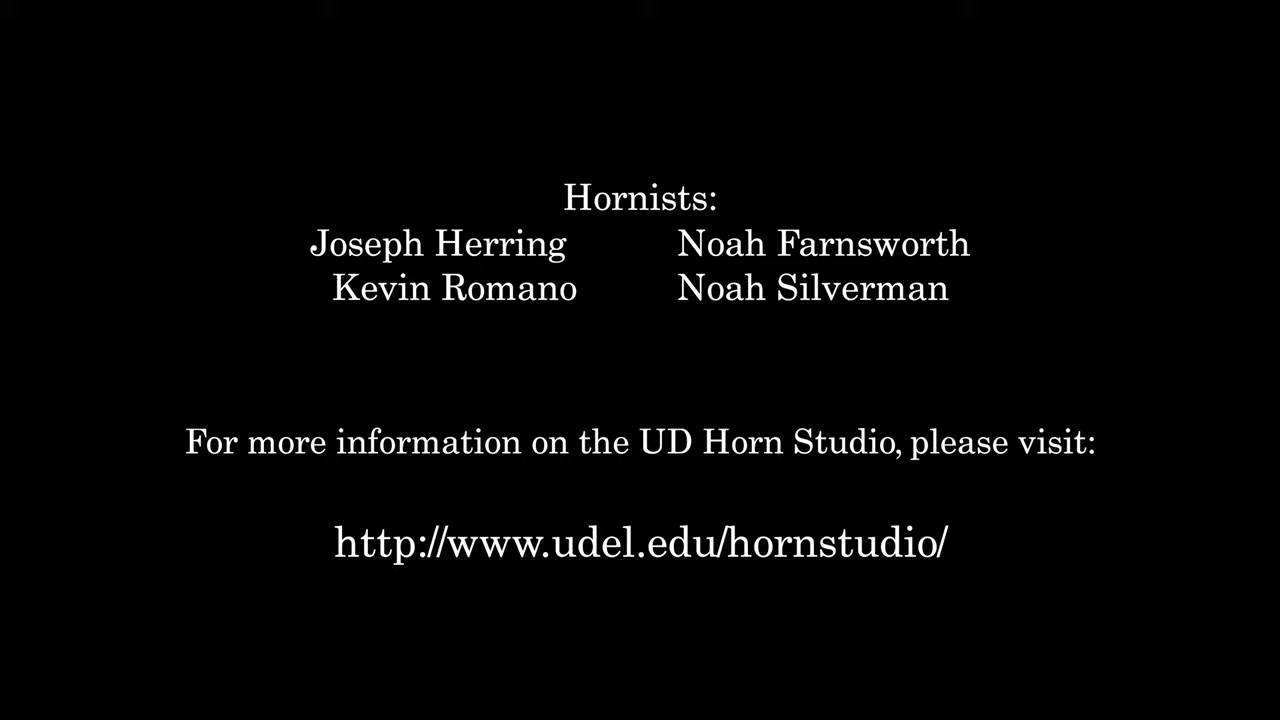 Hornists:
Joseph Herring Noah Farnsworth
Kevin Romano Noah Silverman
For more information on the UD Horn Studio, please visit:
http://www.udel.edu/hornstudio/